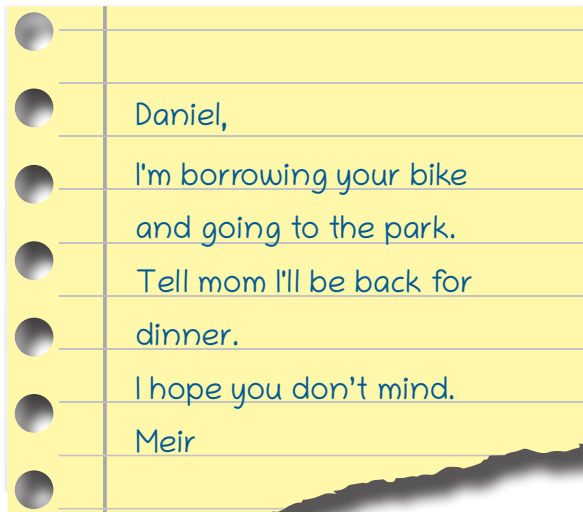 Daniel,
I'm borrowing your bike
and going to the park.
Tell mom I'll be back for
dinner.
I hope you don't mind.
Meir